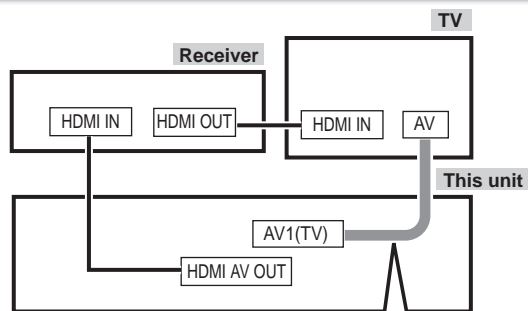 TV
Receiver
HDMI IN
HDMI OUT
HDMI IN
AV
This unit
AV1(TV)
HDMI AV OUT